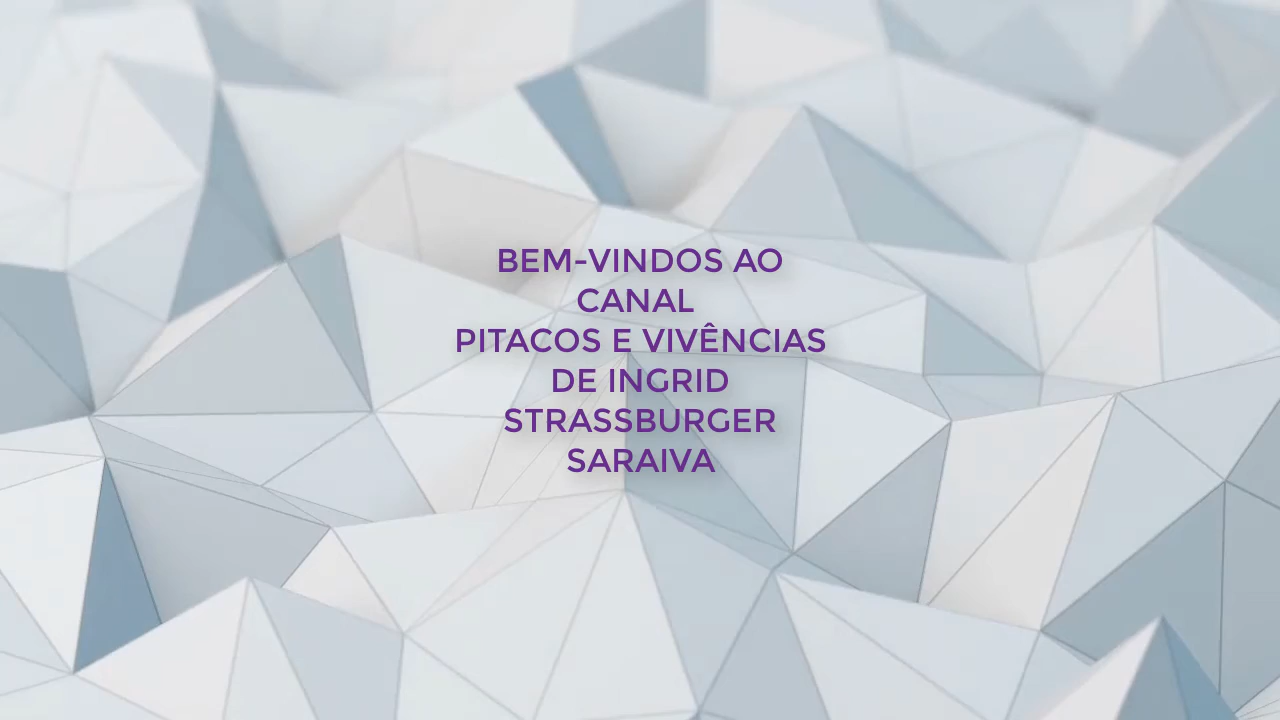 BEM-VINDOS AO
CANAL
PITACOS E VIVÊNCIAS
DE INGRID
STRASSBURGER
SARAIVA